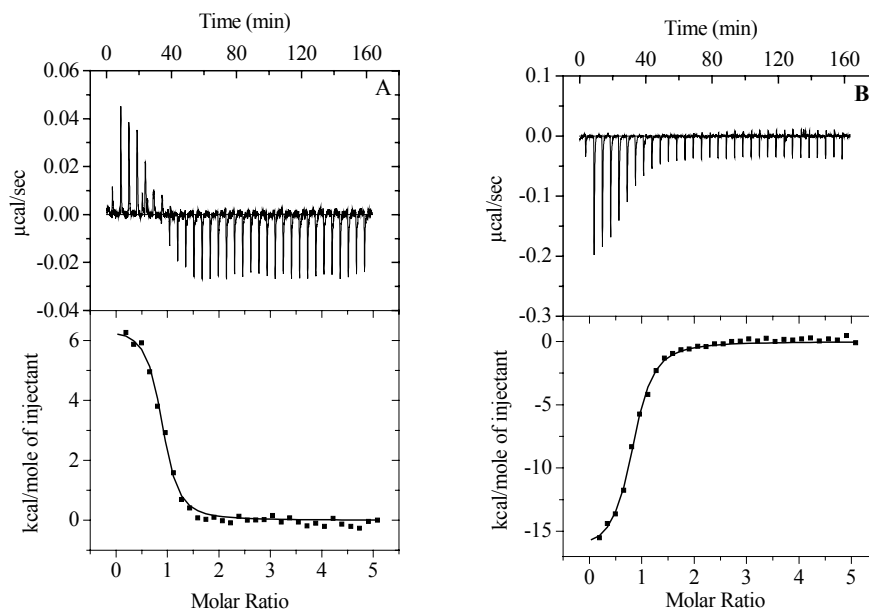 Time (min)
0 40 80 120 160
0.06
0.04
0.02
0.00
-0.02
-0.04
µcal/sec
A
6
4
2
0
kcal/mole of injectant
0 1 2 3 4 5
Molar Ratio
Time (min)
0 40 80 120 160
0.1
0.0
-0.1
-0.2
-0.3
µcal/sec
B
0
-5
-10
-15
kcal/mole of injectant
0 1 2 3 4 5
Molar Ratio